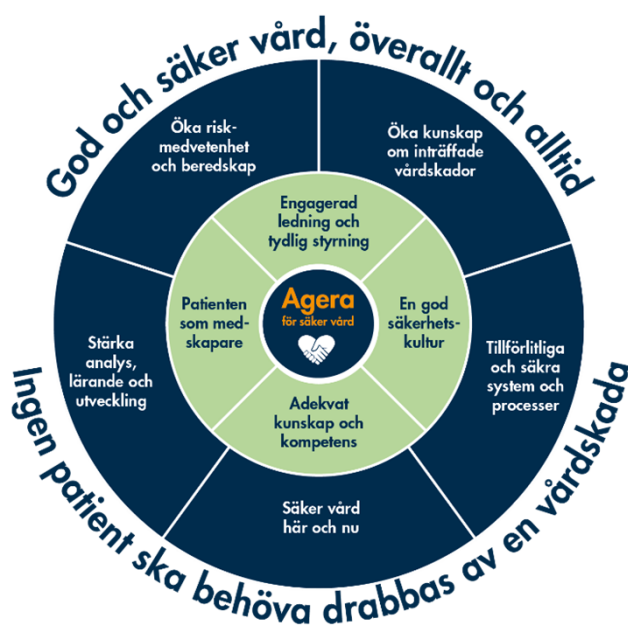 God och säker vård, överallt och alltid
Öka risk-
medvetenhet
och beredskap
Öka kunskap
om inträffade
vårdskador
Engagerad
ledning och
tydlig styrning
Patienten
som med-
skapare
Agera
för säker vård
En god
säkerhets-
kultur
Stärka
analys,
lärande och
utveckling
Tillförlitliga
och säkra
system och
processer
Adekvat
kunskap och
kompetens
Säker vård
här och nu
Ingen patient ska behöva drabbas av en vårdskada